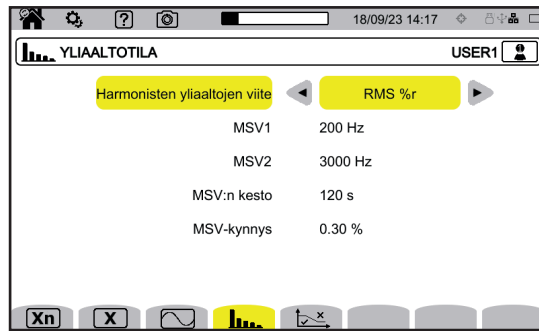 18/09/23 14:17
YLIAALTOTILA
USER1
Harmonisten yliaaltojen viite
RMS %r
MSV1
200 Hz
MSV2
3000 Hz
MSV:n kesto
120 s
MSV-kynnys
0.30 %
Xn
X